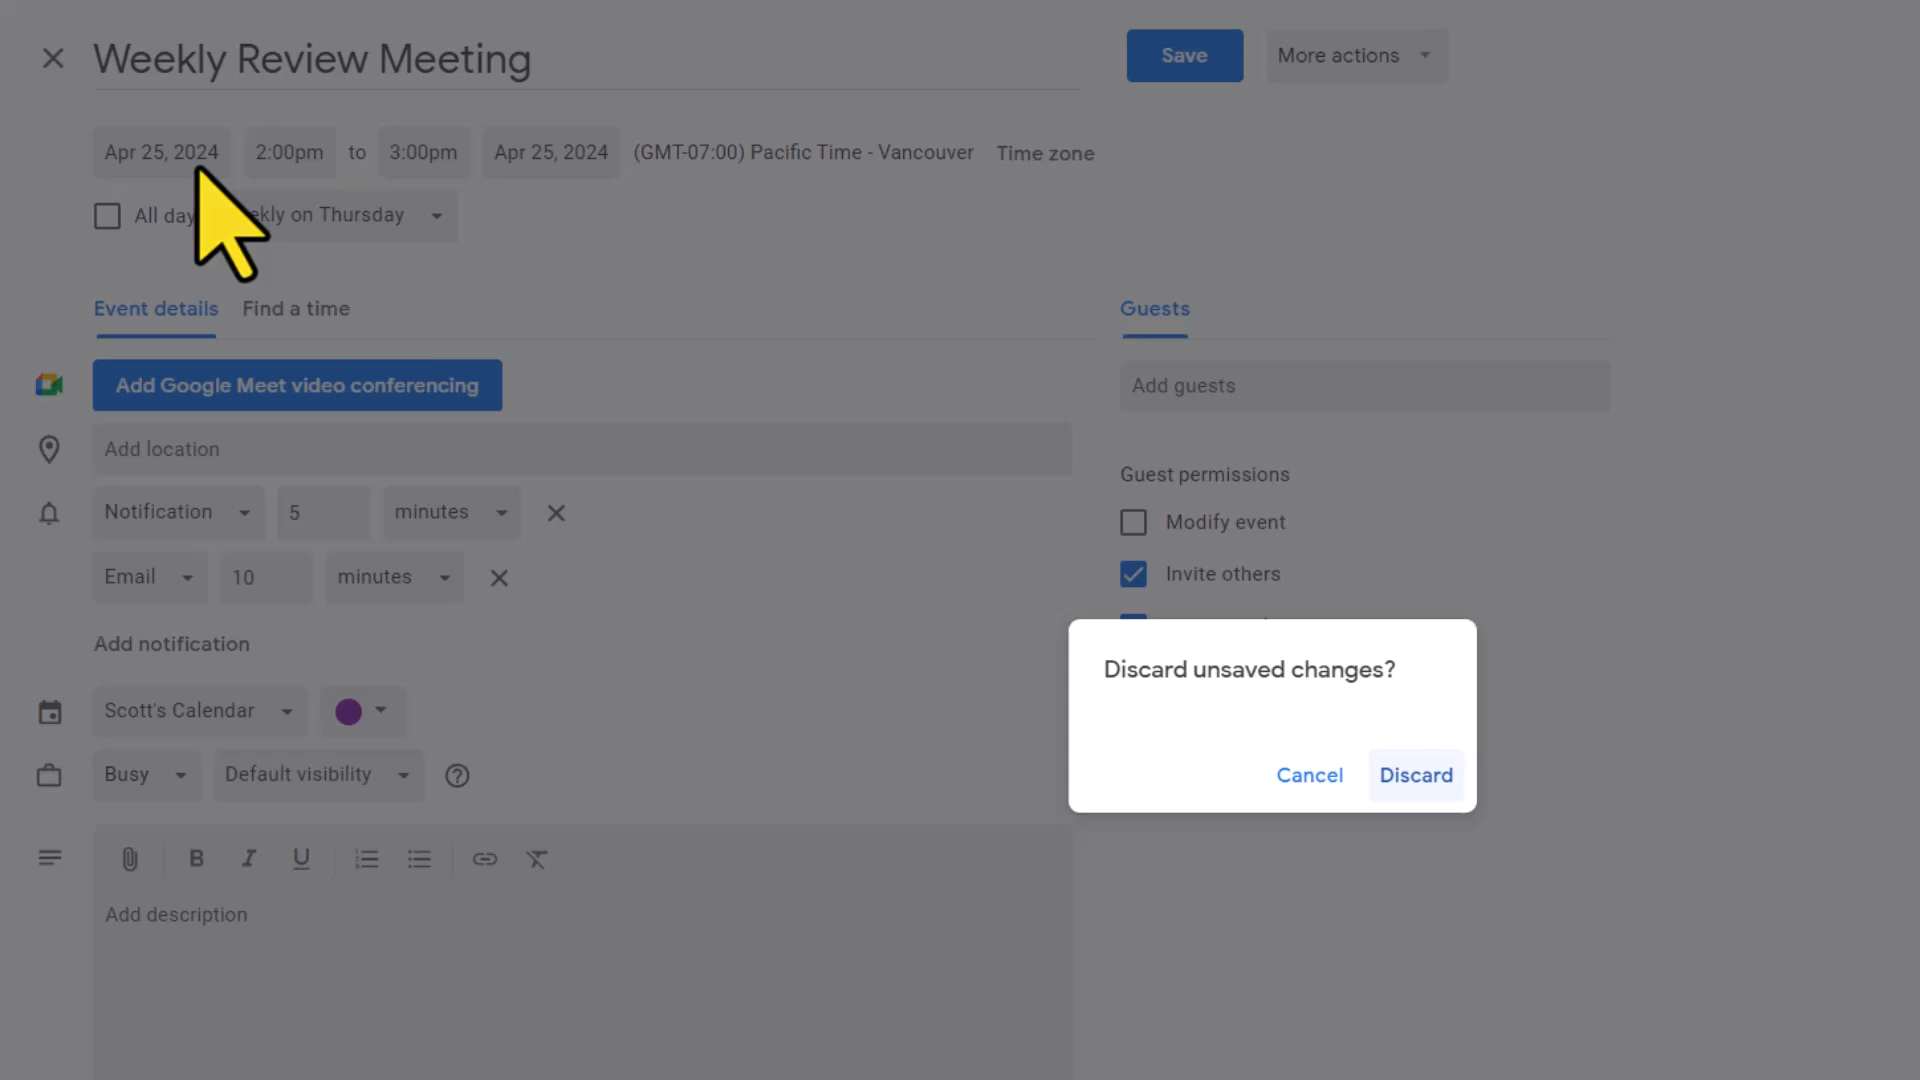 Weekly Review Meeting
Save
More actions
Apr 25, 2024 2:00pm to 3:00pm Apr 25, 2024 (GMT-07:00) Pacific Time - Vancouver Time zone
All day on Thursday
Event details Find a time
Guests
Add Google Meet video conferencing
Add guests
Add location
Guest permissions
Notification 5 minutes
Modify event
Email 10 minutes
Invite others
Add notification
Discard unsaved changes?
Cancel Discard
Scott's Calendar
Busy Default visibility
B I U
Add description